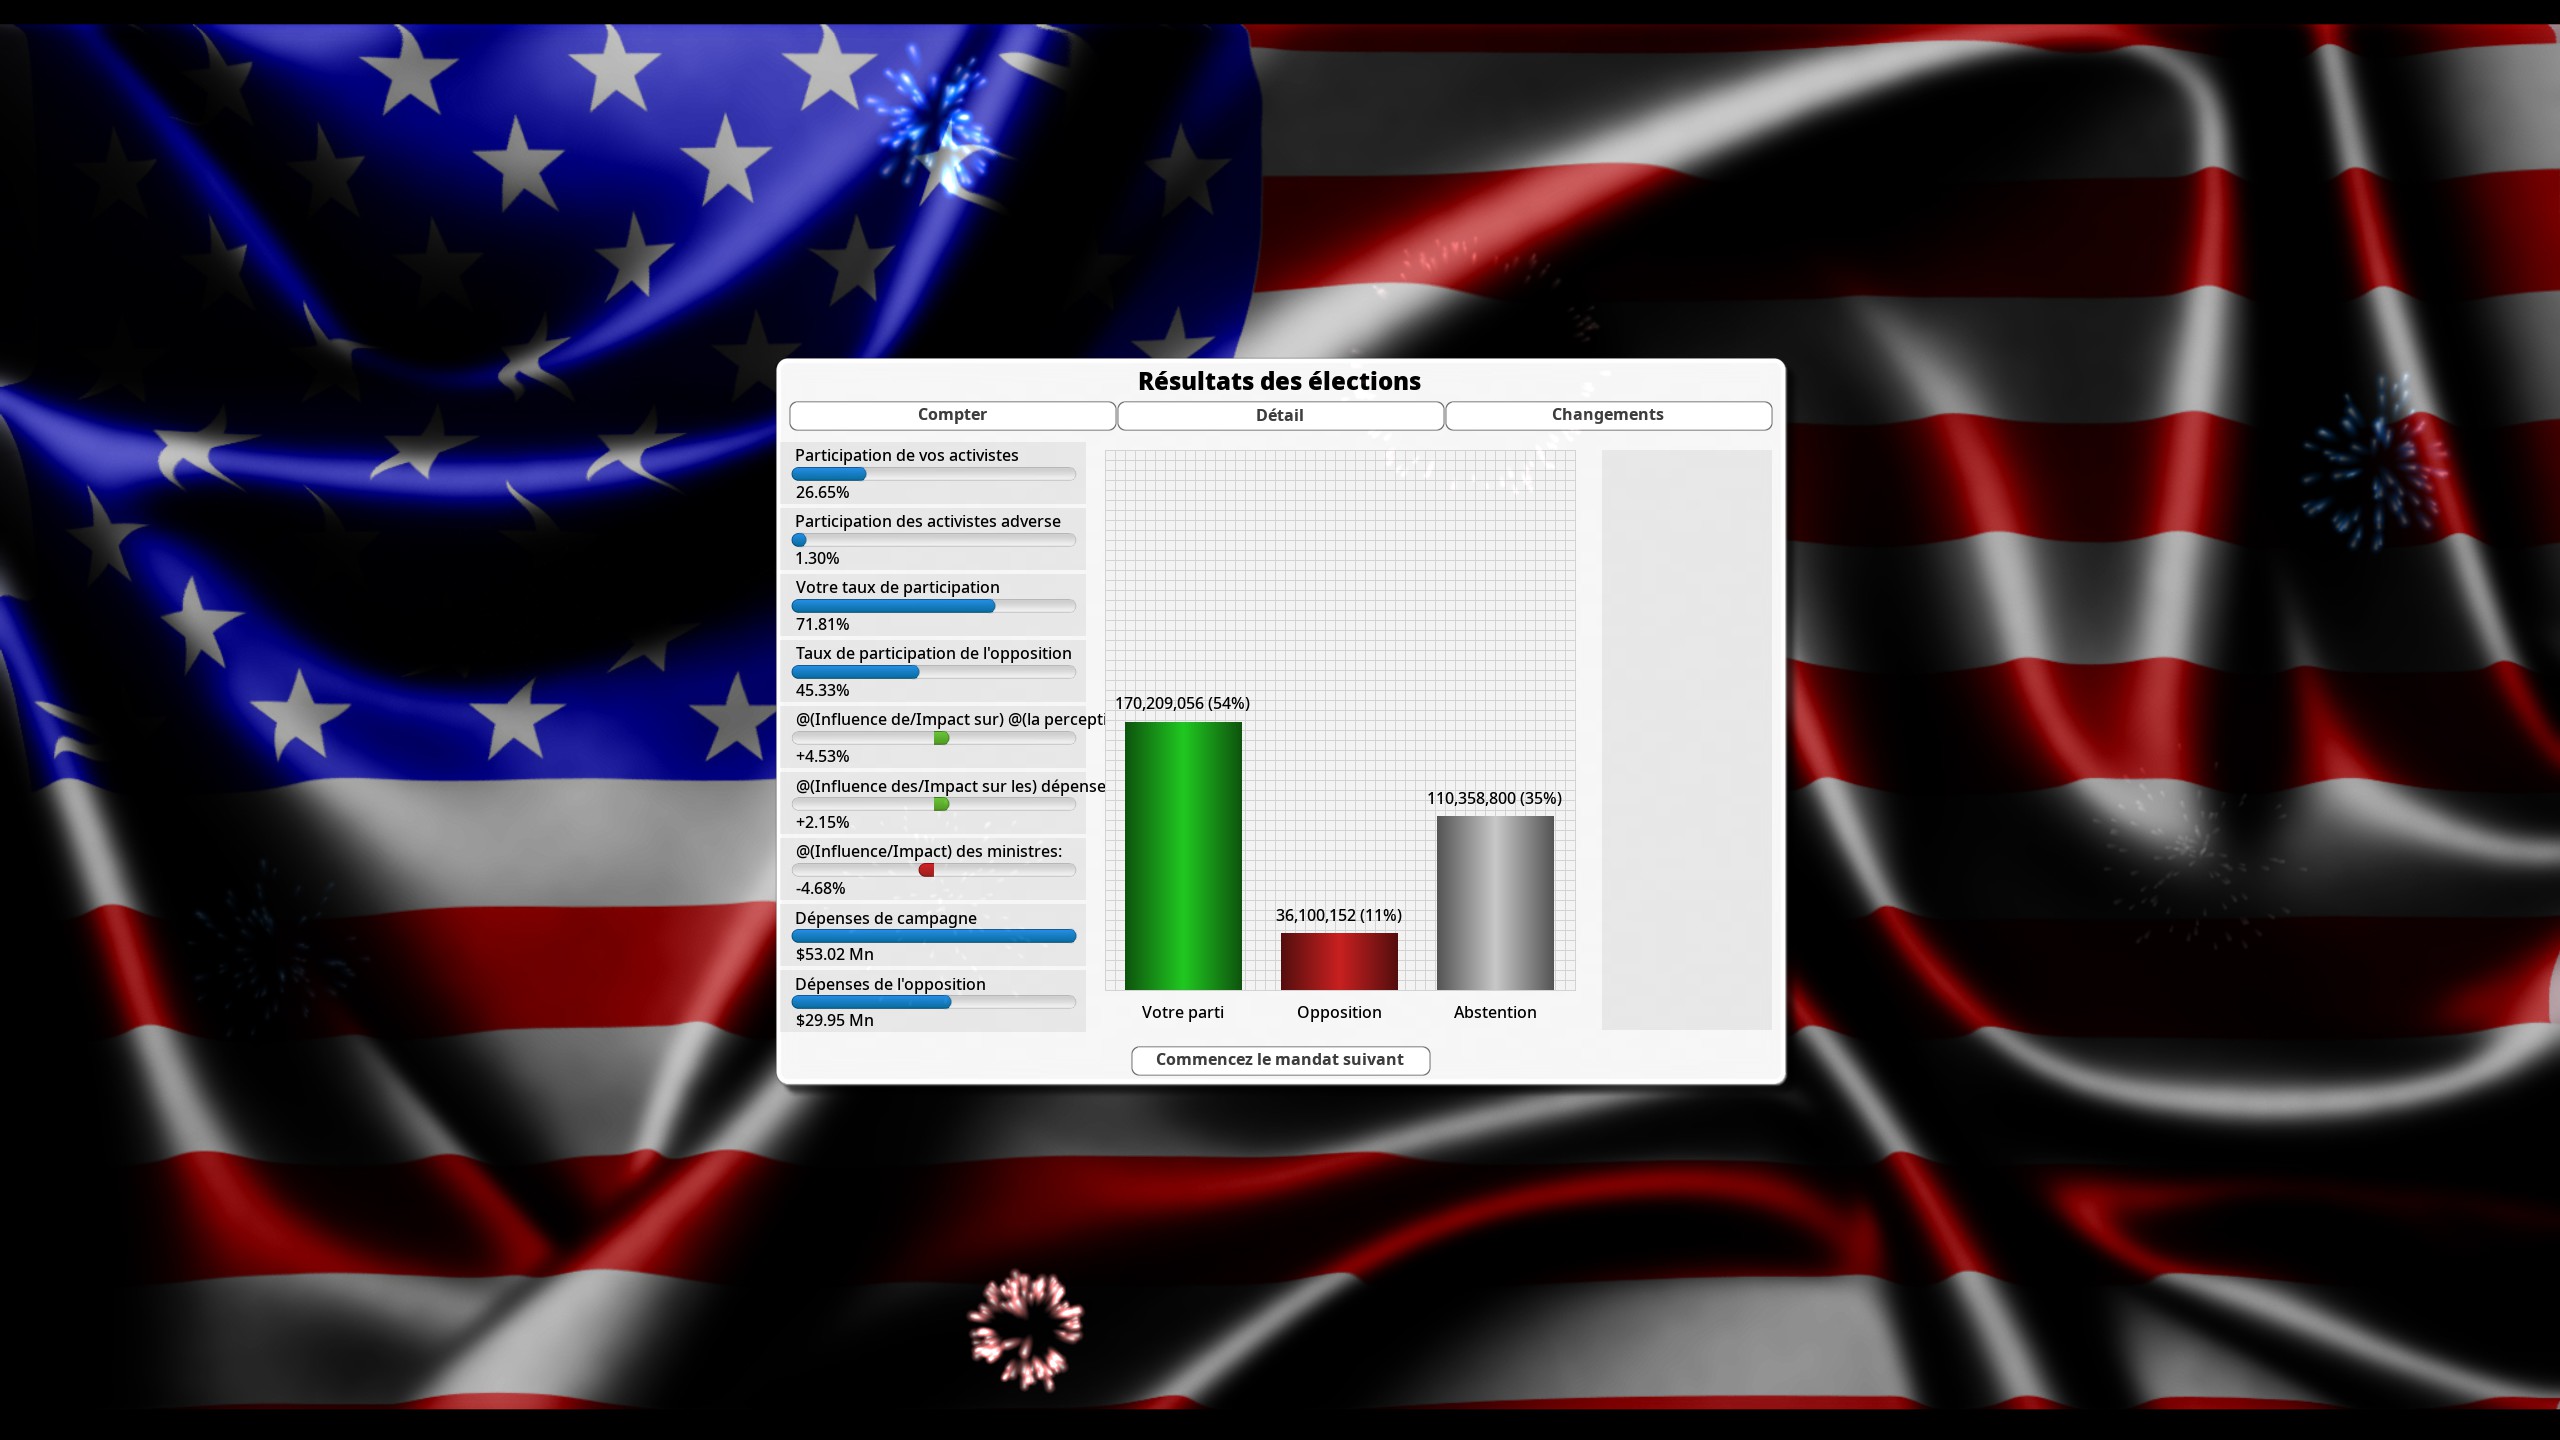 Résultats des élections
Compter
Détail
Changements
Participation de vos activistes
26.65%
Participation des activistes adverse
1.30%
Votre taux de participation
71.81%
Taux de participation de l'opposition
45.33%
@(Influence de/Impact sur) @(la percepti
+4.53%
@(Influence des/Impact sur les) dépense
+2.15%
@(Influence/Impact) des ministres:
-4.68%
Dépenses de campagne
$53.02 Mn
Dépenses de l'opposition
$29.95 Mn
170,209,056 (54%)
36,100,152 (11%)
110,358,800 (35%)
Votre parti
Opposition
Abstention
Commencez le mandat suivant